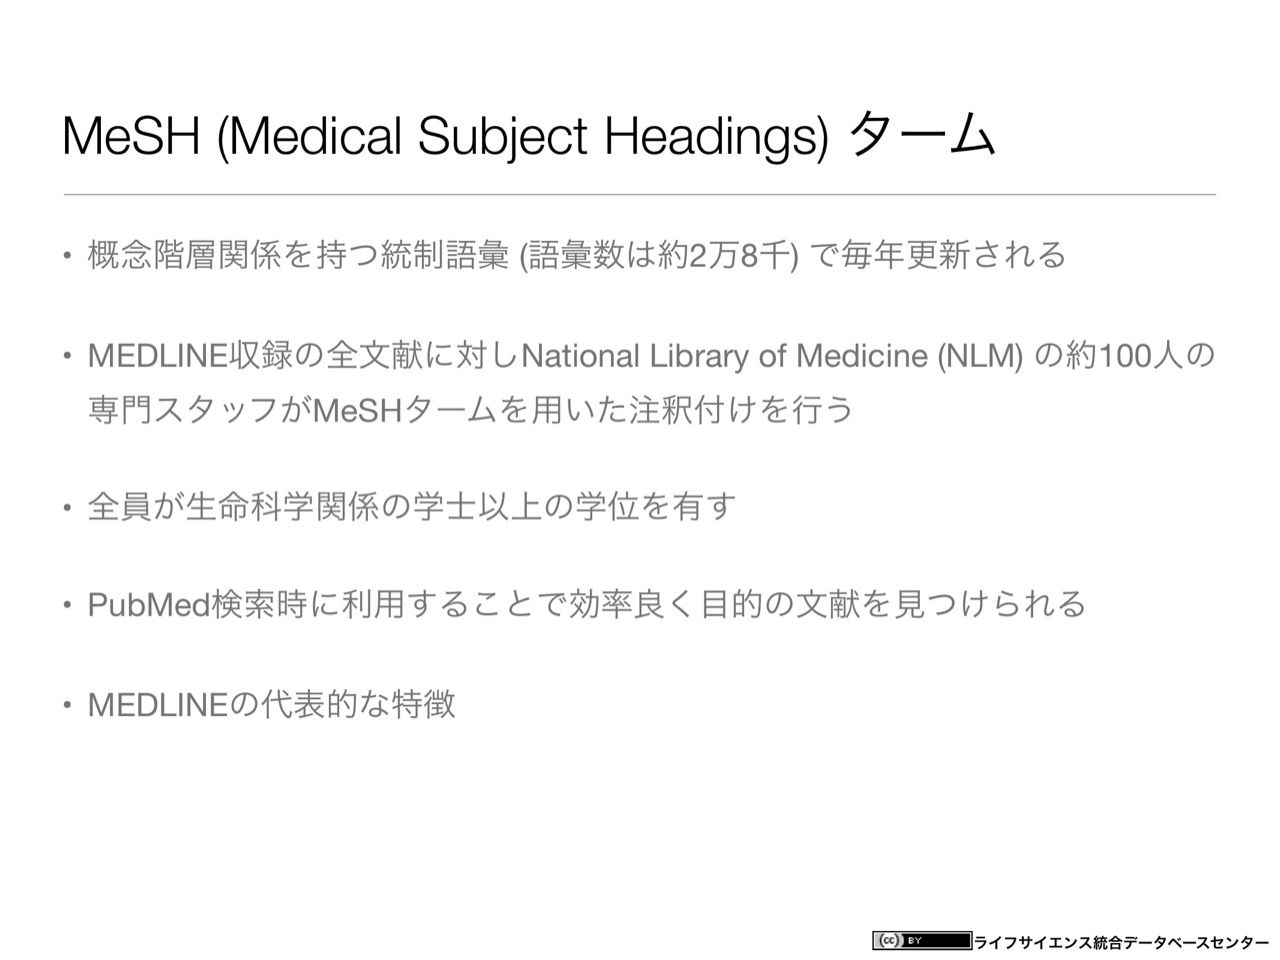 MeSH (Medical Subject Headings) ターム
• 概念階層関係を持つ統制語彙 (語彙数は約2万8千) で毎年更新される
• MEDLINE収録の全文献に対しNational Library of Medicine (NLM) の約100人の
専門スタッフがMeSHタームを用いた注釈付けを行う
• 全員が生命科学関係の学士以上の学位を有す
• PubMed検索時に利用することで効率良く目的の文献を見つけられる
• MEDLINEの代表的な特徴
cc BY ライフサイエンス統合データベースセンター